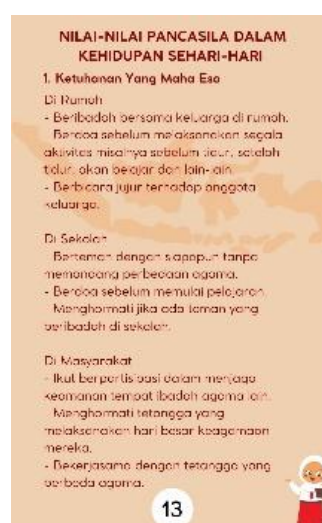 NILAI-NILAI PANCASILA DALAM
KEHIDUPAN SEHARI-HARI
1. Ketuhanan Yang Maha Esa
Di Rumah
- Beribadah bersama keluarga di rumah.
- Berdoa sebelum melaksanakan segala
aktivitas misalnya sebelum tidur, setelah
tidur, akan belajar dan lain-lain.
- Berbicara jujur terhadap anggota
keluarga.
Di Sekolah
- Berteman dengan siapapun tanpa
memandang perbedaan agama.
- Berdoa sebelum memulai pelajaran.
- Menghormati jika ada teman yang
beribadah di sekolah.
Di Masyarakat
- Ikut berpartisipasi dalam menjaga
keamanan tempat ibadah agama lain.
- Menghormati tetangga yang
melaksanakan hari besar keagamaan
mereka.
- Bekerjasama dengan tetangga yang
berbeda agama.
13